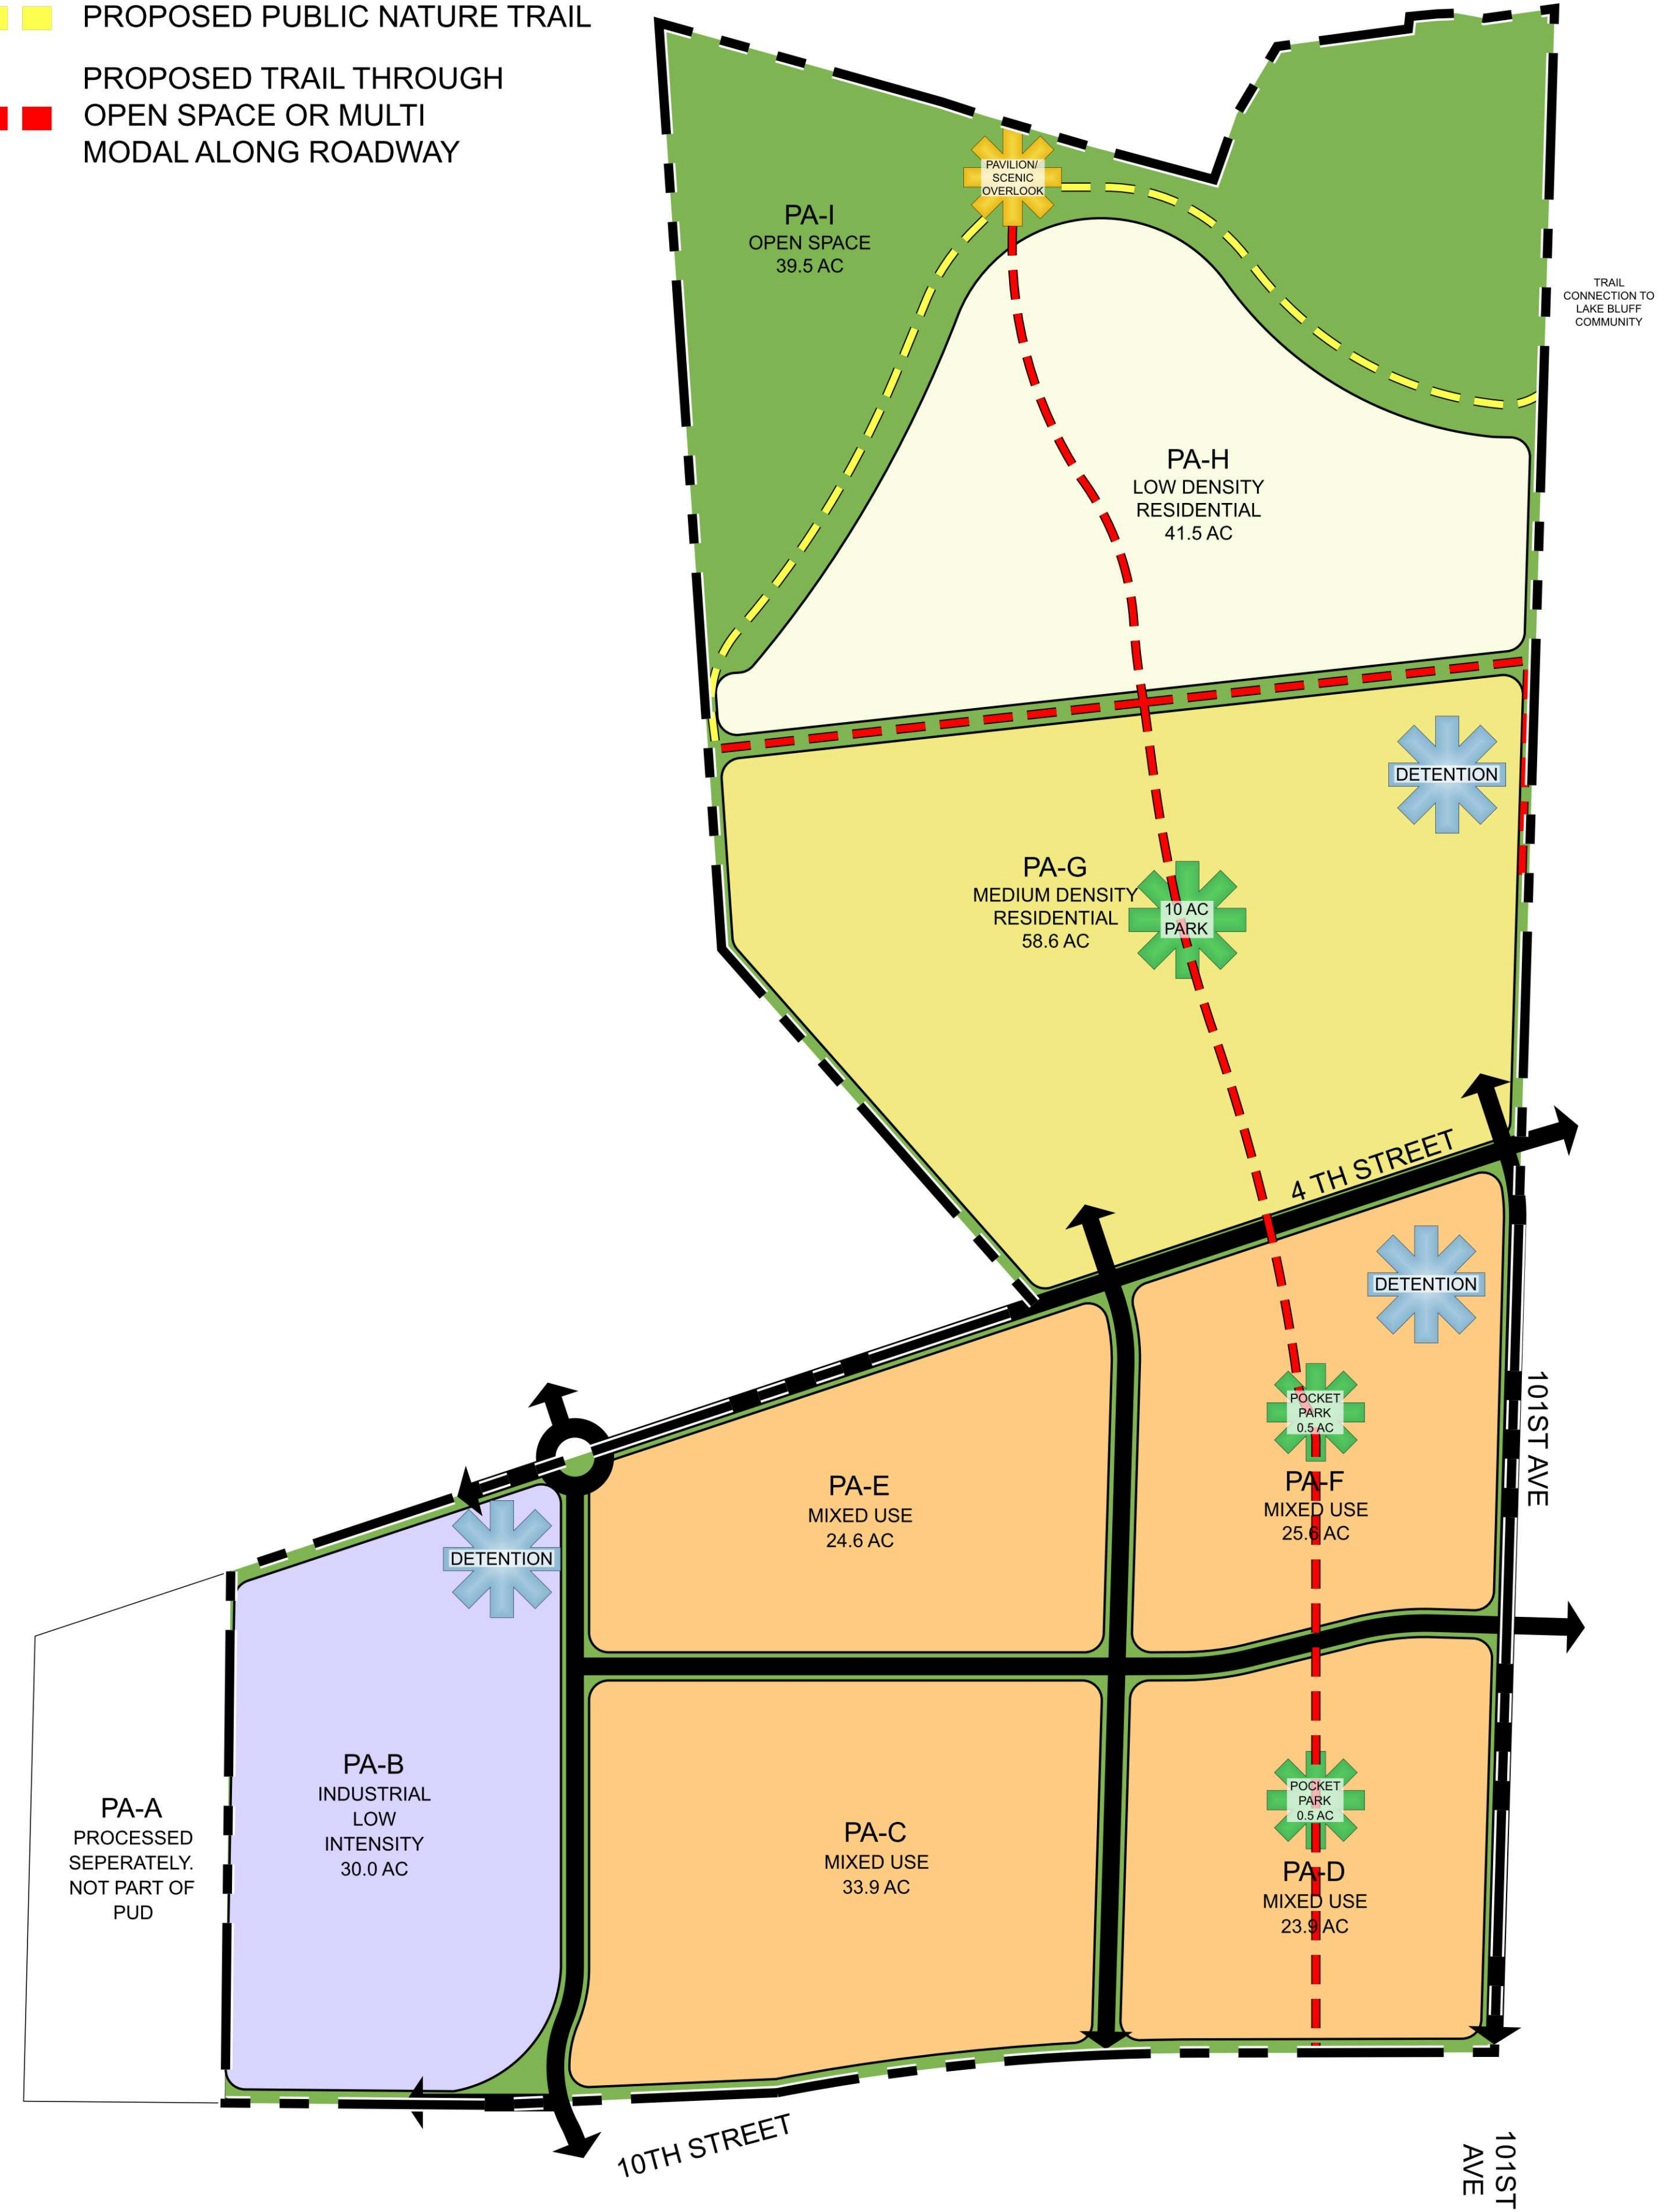 PROPOSED PUBLIC NATURE TRAIL
PROPOSED TRAIL THROUGH
OPEN SPACE OR MULTI
MODAL ALONG ROADWAY
PAVILION/
SCENIC
OVERLOOK
PA-I
OPEN SPACE
39.5 AC
TRAIL
CONNECTION TO
LAKE BLUFF
COMMUNITY
PA-H
LOW DENSITY
RESIDENTIAL
41.5 AC
DETENTION
PA-G
MEDIUM DENSITY
RESIDENTIAL
58.6 AC
10 AC
PARK
4 TH STREET
DETENTION
101ST AVE
POCKET
PARK
0.5 AC
PA-F
MIXED USE
25.6 AC
PA-E
MIXED USE
24.6 AC
DETENTION
PA-B
INDUSTRIAL
LOW
INTENSITY
30.0 AC
PA-A
PROCESSED
SEPERATELY.
NOT PART OF
PUD
PA-C
MIXED USE
33.9 AC
POCKET
PARK
0.5 AC
PA-D
MIXED USE
23.9 AC
10TH STREET
101ST
AVE